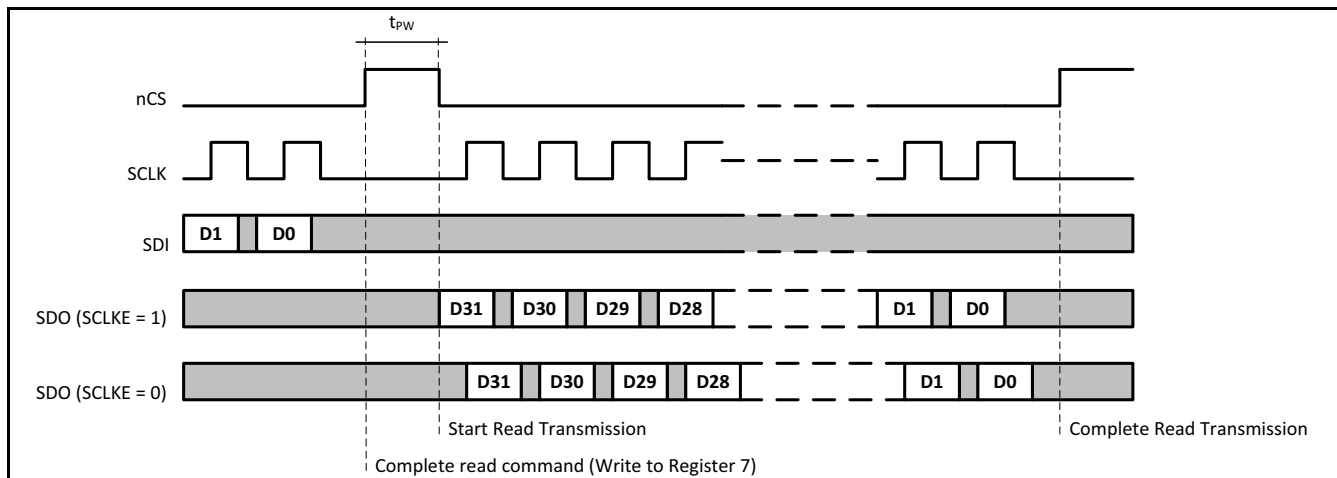 tPW
nCS
SCLK
SDI D1 D0
SDO (SCLKE = 1) D31 D30 D29 D28 D1 D0
SDO (SCLKE = 0) D31 D30 D29 D28 D1 D0
Start Read Transmission Complete Read Transmission
Complete read command (Write to Register 7)